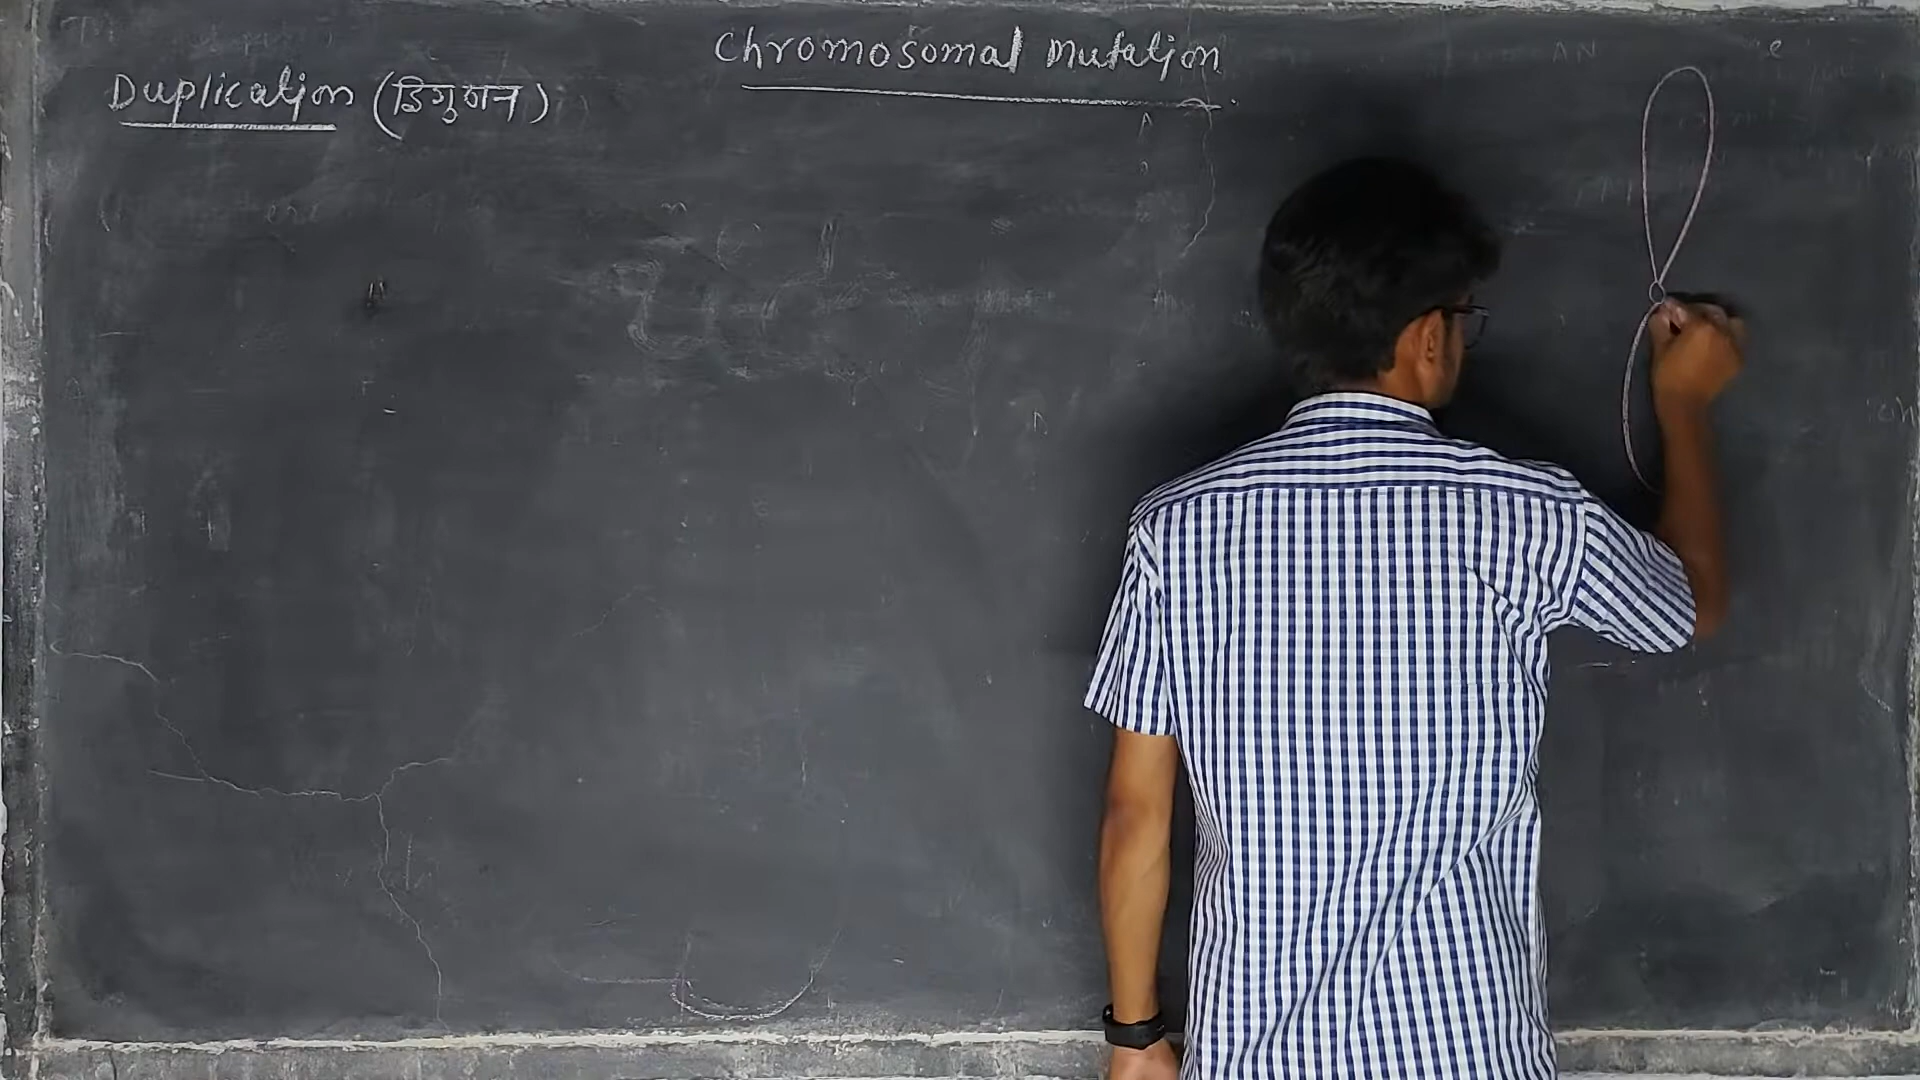 Chromosomal Mutation
Duplication (डिगुणन)